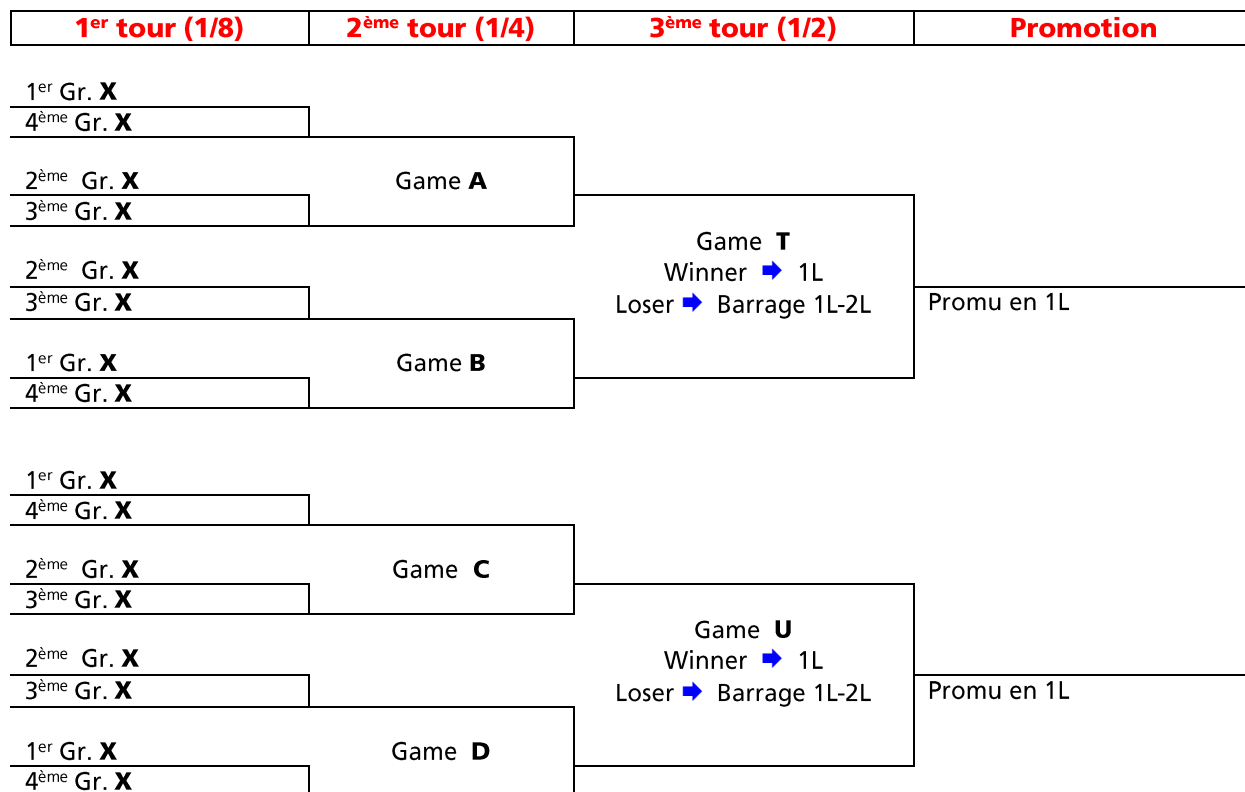 1er tour (1/8) 2ème tour (1/4) 3ème tour (1/2) Promotion
1er Gr. X
4ème Gr. X
2ème Gr. X Game A
3ème Gr. X
Game T
2ème Gr. X Winner ➡ 1L
3ème Gr. X Loser ➡ Barrage 1L-2L Promu en 1L
1er Gr. X Game B
4ème Gr. X
1er Gr. X
4ème Gr. X
2ème Gr. X Game C
3ème Gr. X
Game U
2ème Gr. X Winner ➡ 1L
3ème Gr. X Loser ➡ Barrage 1L-2L Promu en 1L
1er Gr. X Game D
4ème Gr. X